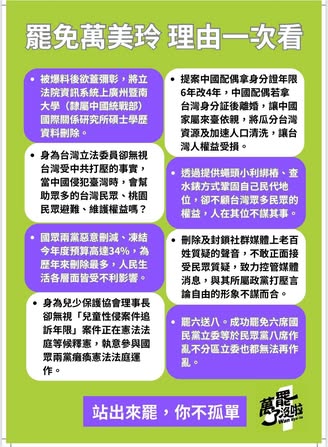 罷免萬美玲 理由一次看
• 被爆料後欲蓋彌彰，將立
法院資訊系統上廣州暨南
大學（隸屬中國統戰部）
國際關係研究所碩士學歷
資料刪除。
• 身為台灣立法委員卻無視
台灣受中共打壓的事實，
當中國侵犯臺灣時，會幫
助眾多的台灣民眾、桃園
民眾避難、維護權益嗎？
• 國眾兩黨惡意刪減、凍結
今年度預算高達34%，為
歷年來刪除最多，人民生
活各層面皆受不利影響。
• 身為兒少保護協會理事長
卻無視「兒童性侵案件追
訴年限」案件正在憲法法
庭等候釋憲，執意參與國
眾兩黨癱瘓憲法法庭運
作。
• 提案中國配偶拿身分證年限
6年改4年，中國配偶若拿
台灣身分証後離婚，讓中國
家屬來臺依親，將瓜分台灣
資源及加速人口清洗，讓台
灣人權益受損。
• 透過提供蠅頭小利綁樁、查
水錶方式鞏固自己民代地
位，卻不顧台灣眾多民眾的
權益，人在其位不謀其事。
• 刪除及封鎖社群媒體上老百
姓質疑的聲音，不敢正面接
受民眾質疑，致力控管媒體
消息，與其所屬政黨打壓言
論自由的形象不謀而合。
• 罷六送八。成功罷免六席國
民黨立委等於民眾黨八席作
亂不分區立委也都無法再作
亂。
站出來罷，你不孤單
萬罷
了沒啦